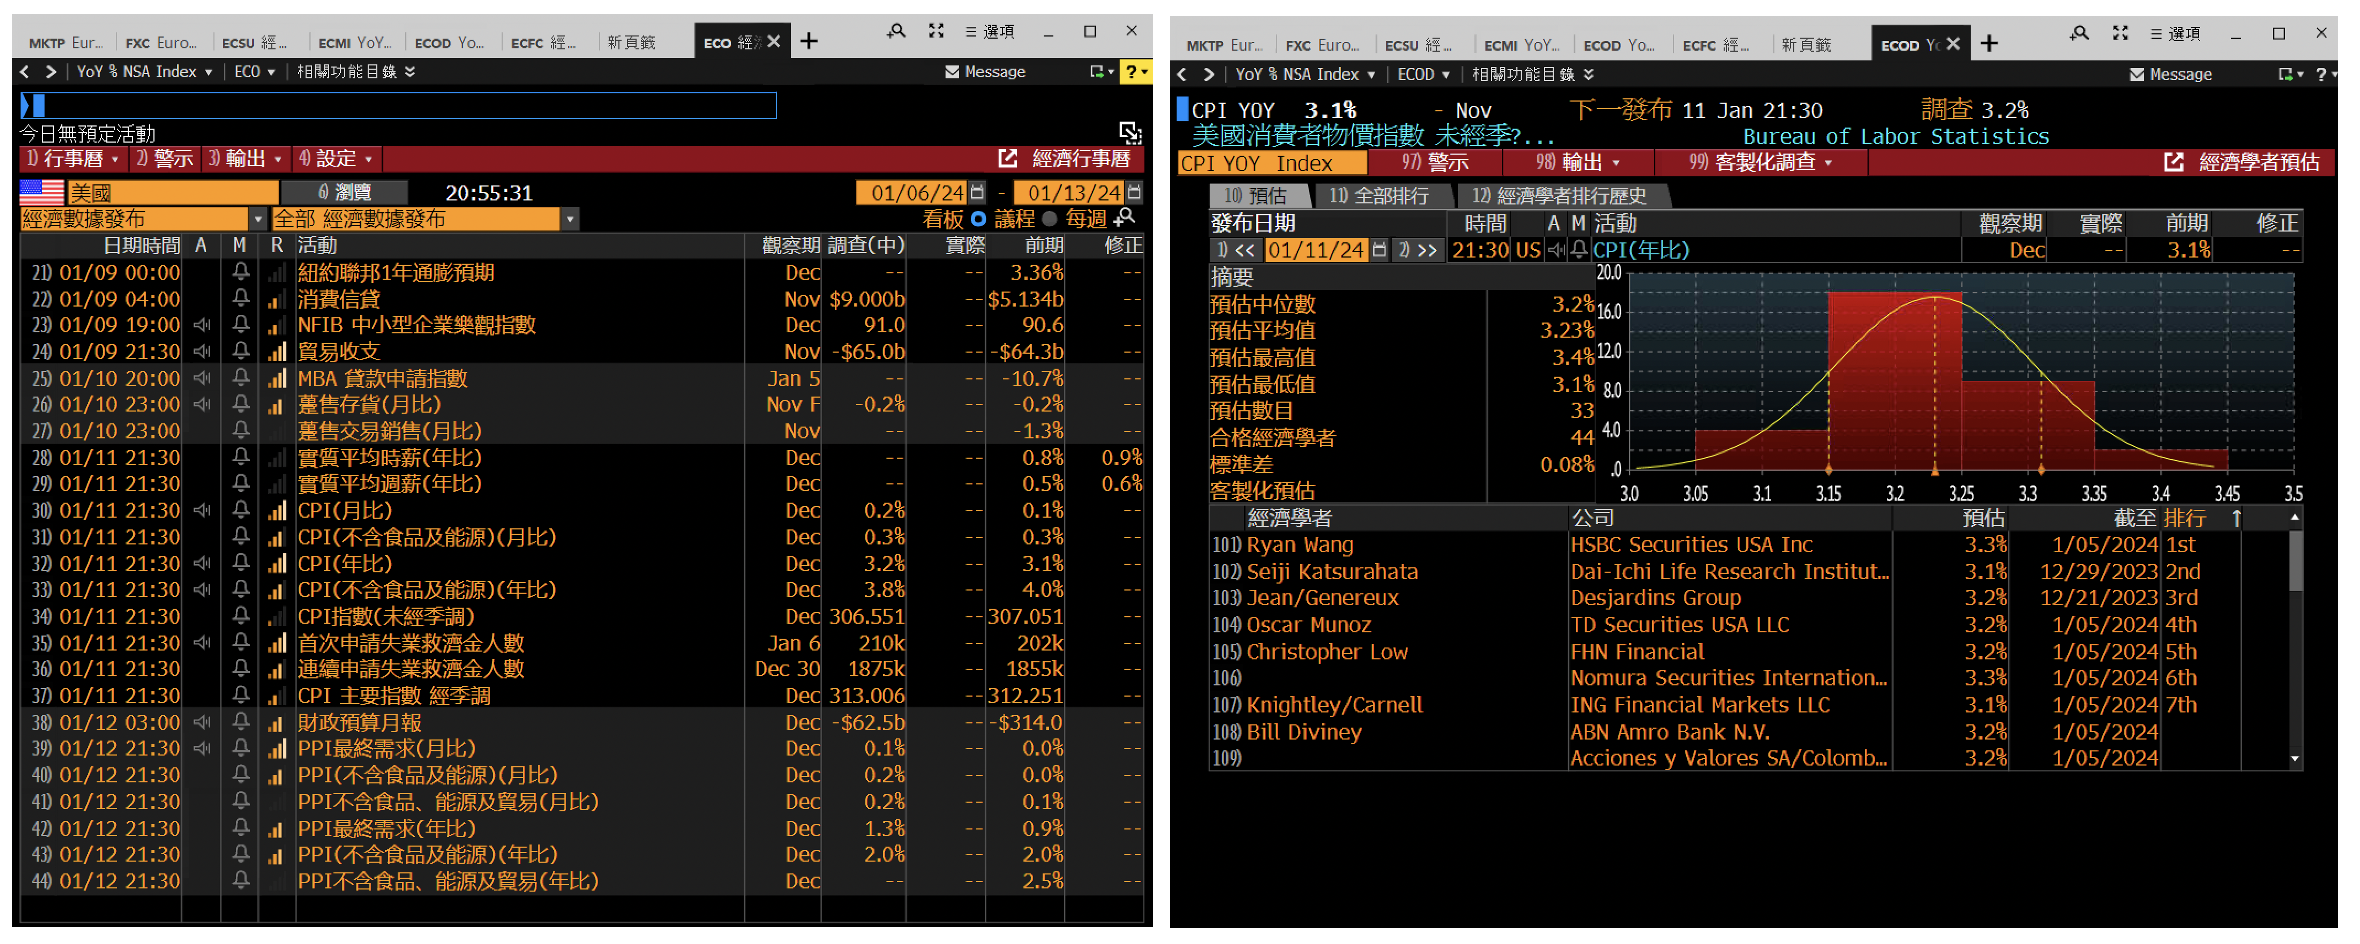 MKTP Eur... FXC Euro... ECSU 經... ECMI YoY... ECOD Yo... ECFC 經... 新頁籤 ECO 經濟 × + ☰ 選項
< > YoY % NSA Index ▾ ECO ▾ 相關功能目錄 Message ? ▾
今日無預定活動
1) 行事曆 ▾ 2) 警示 3) 輸出 ▾ 4) 設定 ▾ 經濟行事曆
美國 6) 瀏覽 20:55:31 01/06/24 - 01/13/24
經濟數據發布 全部 經濟數據發布 看板 議程 每週
日期時間 A M R 活動 觀察期 調查(中) 實際 前期 修正
21) 01/09 00:00 紐約聯邦1年通膨預期 Dec -- -- 3.36% --
22) 01/09 04:00 消費信貸 Nov $9.000b -- $5.134b --
23) 01/09 19:00 NFIB 中小型企業樂觀指數 Dec 91.0 -- 90.6 --
24) 01/09 21:30 貿易收支 Nov -$65.0b -- -$64.3b --
25) 01/10 20:00 MBA 貸款申請指數 Jan 5 -- -- -10.7% --
26) 01/10 23:00 躉售存貨(月比) Nov F -0.2% -- -0.2% --
27) 01/10 23:00 躉售交易銷售(月比) Nov -- -- -1.3% --
28) 01/11 21:30 實質平均時薪(年比) Dec -- -- 0.8% 0.9%
29) 01/11 21:30 實質平均週薪(年比) Dec -- -- 0.5% 0.6%
30) 01/11 21:30 CPI(月比) Dec 0.2% -- 0.1% --
31) 01/11 21:30 CPI(不含食品及能源)(月比) Dec 0.3% -- 0.3% --
32) 01/11 21:30 CPI(年比) Dec 3.2% -- 3.1% --
33) 01/11 21:30 CPI(不含食品及能源)(年比) Dec 3.8% -- 4.0% --
34) 01/11 21:30 CPI指數(未經季調) Dec 306.551 -- 307.051 --
35) 01/11 21:30 首次申請失業救濟金人數 Jan 6 210k -- 202k --
36) 01/11 21:30 連續申請失業救濟金人數 Dec 30 1875k -- 1855k --
37) 01/11 21:30 CPI 主要指數 經季調 Dec 313.006 -- 312.251 --
38) 01/12 03:00 財政預算月報 Dec -$62.5b -- -$314.0 --
39) 01/12 21:30 PPI最終需求(月比) Dec 0.1% -- 0.0% --
40) 01/12 21:30 PPI(不含食品及能源)(月比) Dec 0.2% -- 0.0% --
41) 01/12 21:30 PPI不含食品、能源及貿易(月比) Dec 0.2% -- 0.1% --
42) 01/12 21:30 PPI最終需求(年比) Dec 1.3% -- 0.9% --
43) 01/12 21:30 PPI(不含食品及能源)(年比) Dec 2.0% -- 2.0% --
44) 01/12 21:30 PPI不含食品、能源及貿易(年比) Dec -- -- 2.5% --
MKTP Eur... FXC Euro... ECSU 經... ECMI YoY... ECOD Yo... ECFC 經... 新頁籤 ECOD Yo × + ☰ 選項
< > YoY % NSA Index ▾ ECOD ▾ 相關功能目錄 Message ? ▾
CPI YOY 3.1% - Nov 下一發布 11 Jan 21:30 調查 3.2%
美國消費者物價指數 未經季?... Bureau of Labor Statistics
CPI YOY Index 97) 警示 98) 輸出 ▾ 99) 客製化調查 ▾ 經濟學者預估
10) 預估 11) 全部排行 12) 經濟學者排行歷史
發布日期 時間 A M 活動 觀察期 實際 前期 修正
1) << 01/11/24 2) >> 21:30 US CPI(年比) Dec -- 3.1% --
摘要
預估中位數 3.2%
預估平均值 3.23%
預估最高值 3.4%
預估最低值 3.1%
預估數目 33
合格經濟學者 44
標準差 0.08%
客製化預估
20.0
16.0
12.0
8.0
4.0
.0
3.0 3.05 3.1 3.15 3.2 3.25 3.3 3.35 3.4 3.45 3.5
經濟學者 公司 預估 截至 排行 ↑
101) Ryan Wang HSBC Securities USA Inc 3.3% 1/05/2024 1st
102) Seiji Katsurahata Dai-Ichi Life Research Institut... 3.1% 12/29/2023 2nd
103) Jean/Genereux Desjardins Group 3.2% 12/21/2023 3rd
104) Oscar Munoz TD Securities USA LLC 3.2% 1/05/2024 4th
105) Christopher Low FHN Financial 3.2% 1/05/2024 5th
106) Nomura Securities Internation... 3.3% 1/05/2024 6th
107) Knightley/Carnell ING Financial Markets LLC 3.1% 1/05/2024 7th
108) Bill Diviney ABN Amro Bank N.V. 3.2% 1/05/2024
109) Acciones y Valores SA/Colomb... 3.2% 1/05/2024